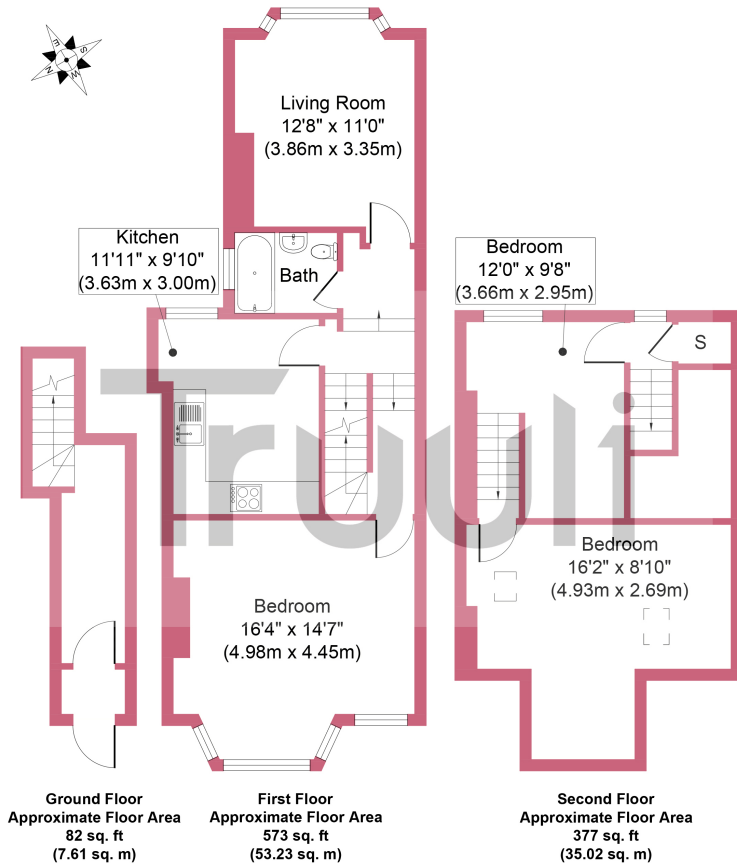 E
S
N
W
Living Room
12'8" x 11'0"
(3.86m x 3.35m)
Kitchen
11'11" x 9'10"
(3.63m x 3.00m)
Bath
Bedroom
12'0" x 9'8"
(3.66m x 2.95m)
S
Truuli
Bedroom
16'4" x 14'7"
(4.98m x 4.45m)
Bedroom
16'2" x 8'10"
(4.93m x 2.69m)
Ground Floor
Approximate Floor Area
82 sq. ft
(7.61 sq. m)
First Floor
Approximate Floor Area
573 sq. ft
(53.23 sq. m)
Second Floor
Approximate Floor Area
377 sq. ft
(35.02 sq. m)